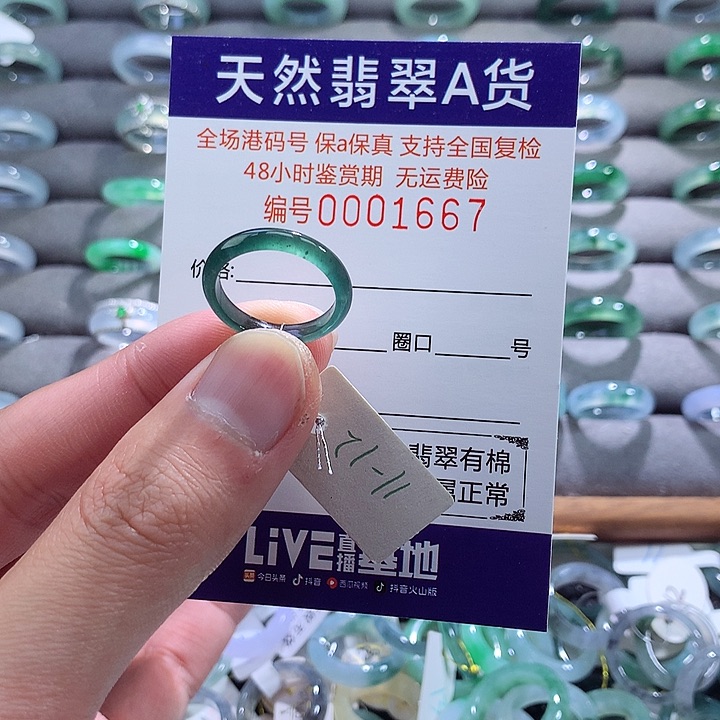 天然翡翠A货
全场港码号 保a保真 支持全国复检
48小时鉴赏期 无运费险
编号0001667
价格:
圈口 号
翡翠有棉
属正常
LiVE直播基地
今日头条 抖音 西瓜视频 抖音火山版